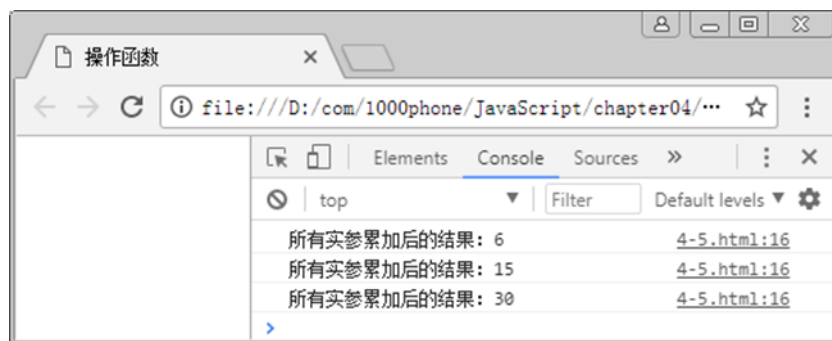 操作函数
file:///D:/com/1000phone/JavaScript/chapter04/…
Elements Console Sources »
top Filter Default levels
所有实参累加后的结果: 6 4-5.html:16
所有实参累加后的结果: 15 4-5.html:16
所有实参累加后的结果: 30 4-5.html:16